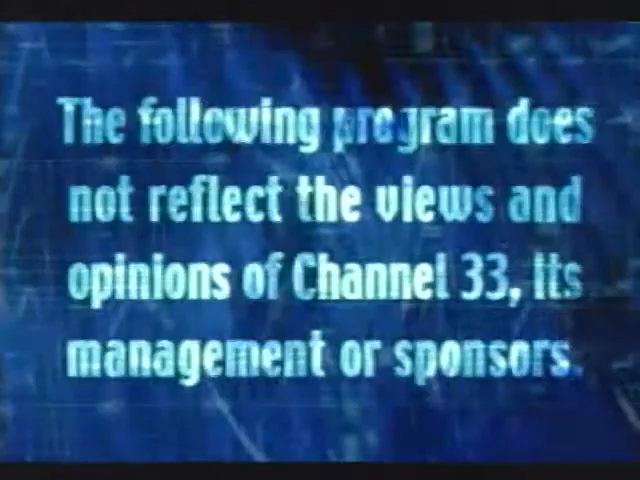 The following program does
not reflect the views and
opinions of Channel 33, its
management or sponsors.